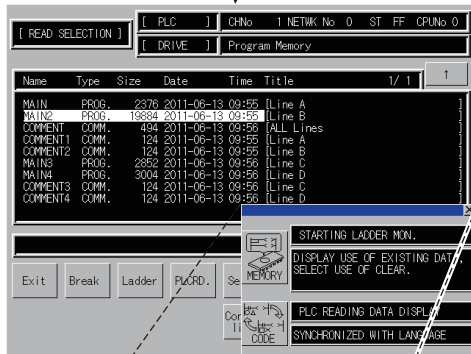 [ READ SELECTION ]
[ PLC ] CHNo 1 NETWK No 0 ST FF CPUNo 0
[ DRIVE ] Program Memory
Name Type Size Date Time Title 1/ 1 ↑
MAIN PROG. 2376 2011-06-13 09:55 [Line A ]
MAIN2 PROG. 19884 2011-06-13 09:55 [Line B ]
COMMENT COMM. 494 2011-06-13 09:56 [ALL Lines ]
COMMENT1 COMM. 124 2011-06-13 09:55 [Line A ]
COMMENT2 COMM. 124 2011-06-13 09:55 [Line B ]
MAIN3 PROG. 2852 2011-06-13 09:56 [Line C ]
MAIN4 PROG. 3004 2011-06-13 09:56 [Line D ]
COMMENT3 COMM. 124 2011-06-13 09:56 [Line C ]
COMMENT4 COMM. 124 2011-06-13 09:56 [Line D ]
Exit Break Ladder PLCRD.
MEMORY
STARTING LADDER MON.
DISPLAY USE OF EXISTING DATA.
SELECT USE OF CLEAR.
CODE
PLC READING DATA DISPLAY
SYNCHRONIZED WITH LANGUAGE